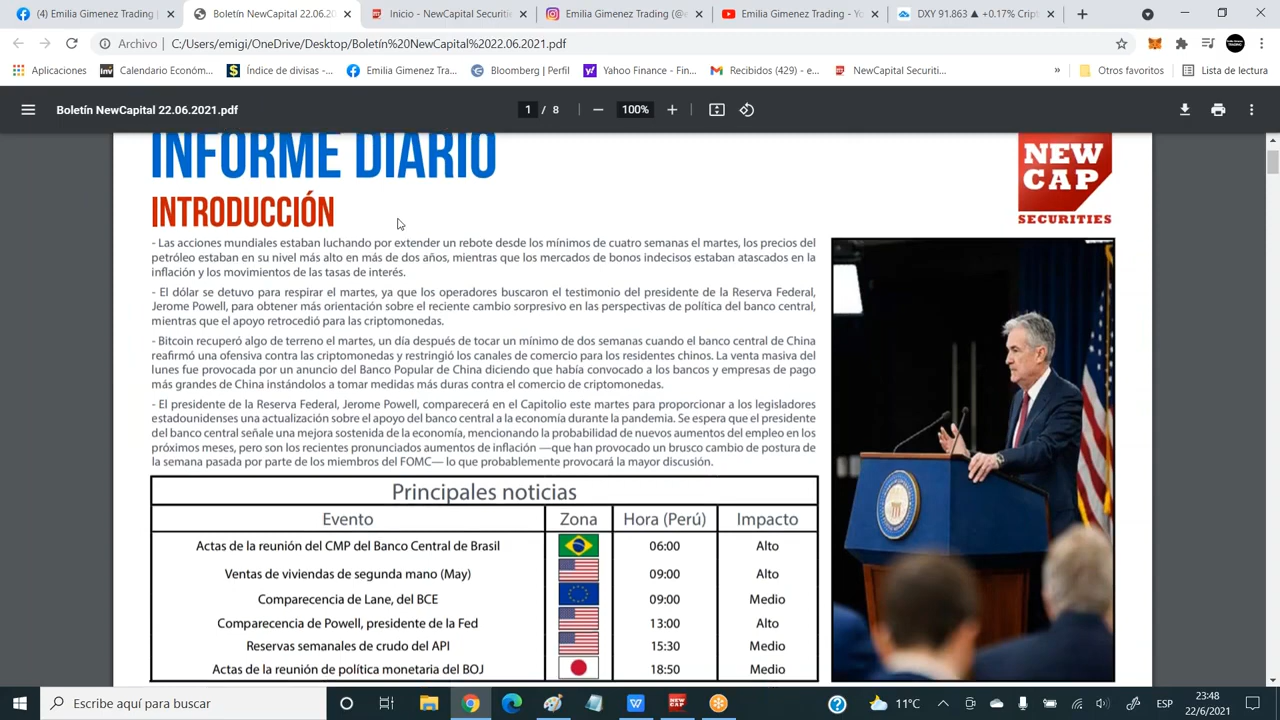 (4) Emilia Gimenez Trading |
Boletín NewCapital 22.06.20
Inicio - NewCapital Securitie
Emilia Gimenez Trading (@e
Emilia Gimenez Trading - Yo
DXY 91.863 ▲ +0.17% Cript
Archivo | C:/Users/emigi/OneDrive/Desktop/Boletín%20NewCapital%2022.06.2021.pdf
Aplicaciones
Calendario Económ...
Índice de divisas -...
Emilia Gimenez Tra...
Bloomberg | Perfil
Yahoo Finance - Fin...
Recibidos (429) - e...
NewCapital Securiti...
»
Otros favoritos
Lista de lectura
Boletín NewCapital 22.06.2021.pdf
1 / 8
100%
INFORME DIARIO
INTRODUCCIÓN
NEW
CAP
SECURITIES
- Las acciones mundiales estaban luchando por extender un rebote desde los mínimos de cuatro semanas el martes, los precios del
petróleo estaban en su nivel más alto en más de dos años, mientras que los mercados de bonos indecisos estaban atascados en la
inflación y los movimientos de las tasas de interés.
- El dólar se detuvo para respirar el martes, ya que los operadores buscaron el testimonio del presidente de la Reserva Federal,
Jerome Powell, para obtener más orientación sobre el reciente cambio sorpresivo en las perspectivas de política del banco central,
mientras que el apoyo retrocedió para las criptomonedas.
- Bitcoin recuperó algo de terreno el martes, un día después de tocar un mínimo de dos semanas cuando el banco central de China
reafirmó una ofensiva contra las criptomonedas y restringió los canales de comercio para los residentes chinos. La venta masiva del
lunes fue provocada por un anuncio del Banco Popular de China diciendo que había convocado a los bancos y empresas de pago
más grandes de China instándolos a tomar medidas más duras contra el comercio de criptomonedas.
- El presidente de la Reserva Federal, Jerome Powell, comparecerá en el Capitolio este martes para proporcionar a los legisladores
estadounidenses una actualización sobre el apoyo del banco central a la economía durante la pandemia. Se espera que el presidente
del banco central señale una mejora sostenida de la economía, mencionando la probabilidad de nuevos aumentos del empleo en los
próximos meses, pero son los recientes pronunciados aumentos de inflación —que han provocado un brusco cambio de postura de
la semana pasada por parte de los miembros del FOMC— lo que probablemente provocará la mayor discusión.
Principales noticias
Evento Zona Hora (Perú) Impacto
Actas de la reunión del CMP del Banco Central de Brasil 06:00 Alto
Ventas de viviendas de segunda mano (May) 09:00 Alto
Comparecencia de Lane, del BCE 09:00 Medio
Comparecencia de Powell, presidente de la Fed 13:00 Alto
Reservas semanales de crudo del API 15:30 Medio
Actas de la reunión de política monetaria del BOJ 18:50 Medio
Escribe aquí para buscar
11°C
ESP
23:48
22/6/2021